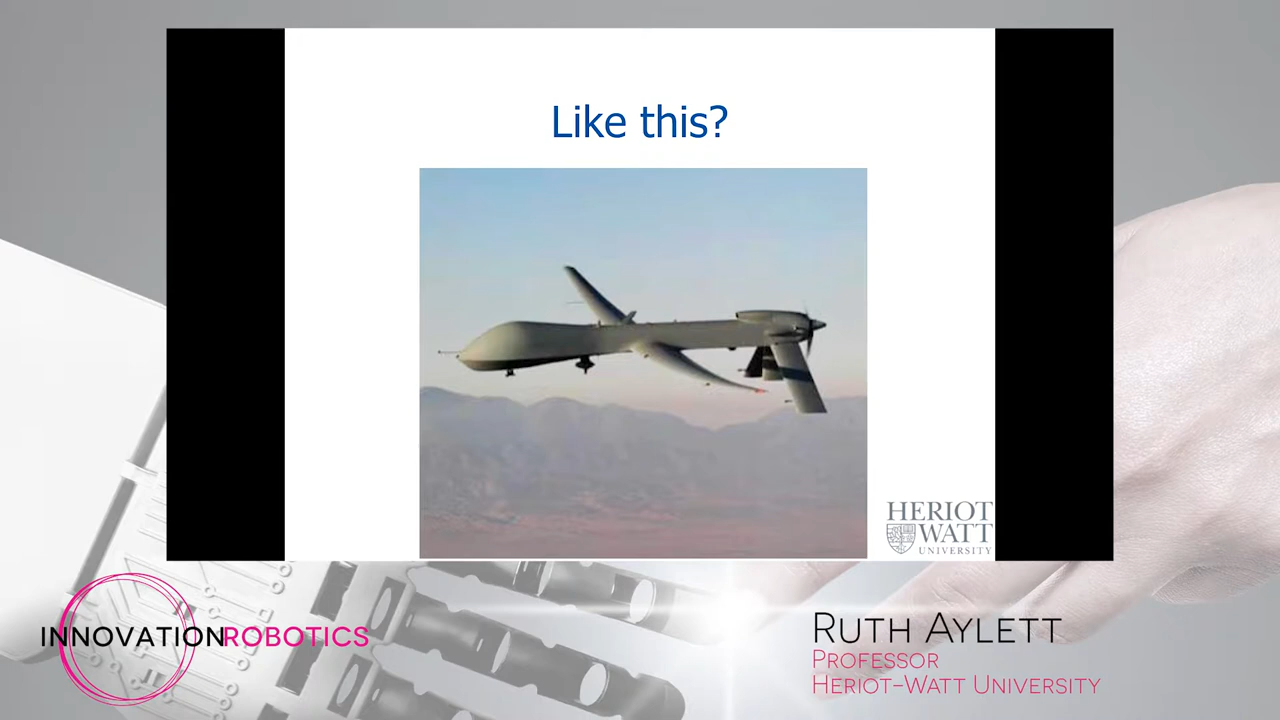 Like this?
HERIOT
WATT
UNIVERSITY
INNOVATIONROBOTICS
RUTH AYLETT
PROFESSOR
HERIOT-WATT UNIVERSITY